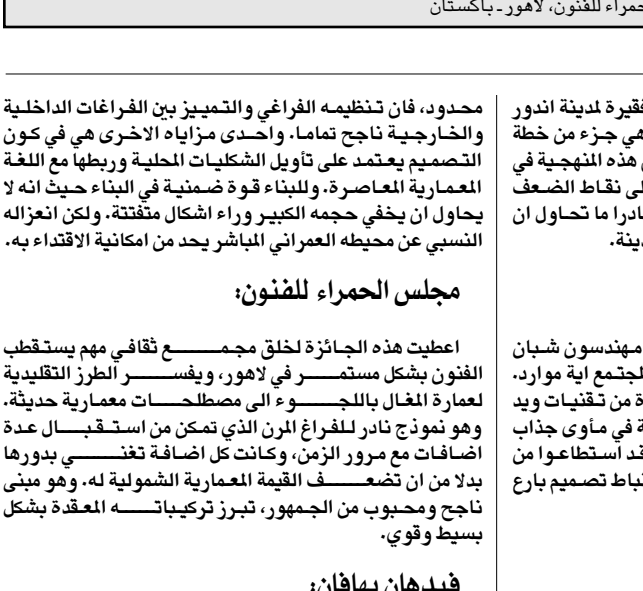 حمراء للفنون، لاهور ـ باكستان
فقيرة لمدينة اندور
هي جزء من خطة
هذه المنهجية في
لى نقاط الضعف
ادرا ما تحاول ان
دينة.
مهندسون شبان
لمجتمع اية موارد.
ة من تقنيات ويد
ة في مأوى جذاب
قد استطاعوا من
نباط تصميم بارع
محدود، فان تنظيمه الفراغي والتمييز بين الفراغات الداخلية
والخارجية ناجح تماما. واحدى مزاياه الاخرى هي في كون
التصميم يعتمد على تأويل الشكليات المحلية وربطها مع اللغة
المعمارية المعاصرة. وللبناء قوة ضمنية في البناء حيث انه لا
يحاول ان يخفي حجمه الكبير وراء اشكال متفتتة. ولكن انعزاله
النسبي عن محيطه العمراني المباشر يحد من امكانية الاقتداء به.
مجلس الحمراء للفنون:
اعطيت هذه الجائزة لخلق مجمع ثقافي مهم يستقطب
الفنون بشكل مستمر في لاهور، ويفسر الطرز التقليدية
لعمارة المغال باللجوء الى مصطلحات معمارية حديثة.
وهو نموذج نادر للفراغ المرن الذي تمكن من استقبال عدة
اضافات مع مرور الزمن، وكانت كل اضافة تغني بدورها
بدلا من ان تضعف القيمة المعمارية الشمولية له. وهو مبنى
ناجح ومحبوب من الجمهور، تبرز تركيباته المعقدة بشكل
بسيط وقوي.
فيدهان بهافان: